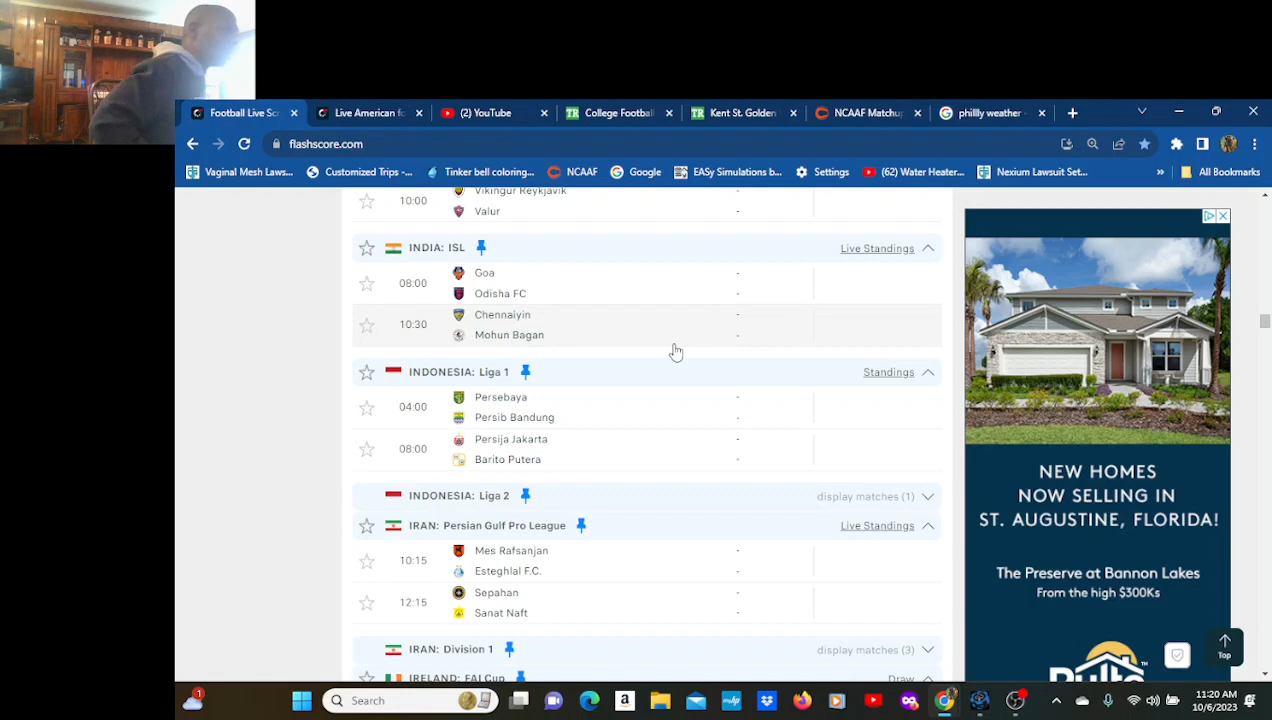 Football Live Sc
Live American fo
(2) YouTube
College Football
Kent St. Golden
NCAAF Matchup
phillly weather
flashscore.com
Vaginal Mesh Laws...
Customized Trips -...
Tinker bell coloring...
NCAAF
Google
EASy Simulations b...
Settings
(62) Water Heater...
Nexium Lawsuit Set...
»
All Bookmarks
10:00
Vikingur Reykjavik
Valur
INDIA: ISL
Live Standings
08:00
Goa
-
Odisha FC
-
10:30
Chennaiyin
-
Mohun Bagan
-
INDONESIA: Liga 1
Standings
04:00
Persebaya
-
Persib Bandung
-
08:00
Persija Jakarta
-
Barito Putera
-
INDONESIA: Liga 2
display matches (1)
IRAN: Persian Gulf Pro League
Live Standings
10:15
Mes Rafsanjan
-
Esteghlal F.C.
-
12:15
Sepahan
-
Sanat Naft
-
IRAN: Division 1
display matches (3)
IRELAND: FAI Cup
Draw
NEW HOMES
NOW SELLING IN
ST. AUGUSTINE, FLORIDA!
The Preserve at Bannon Lakes
From the high $300Ks
Pulte
Top
1
Search
11:20 AM
10/6/2023